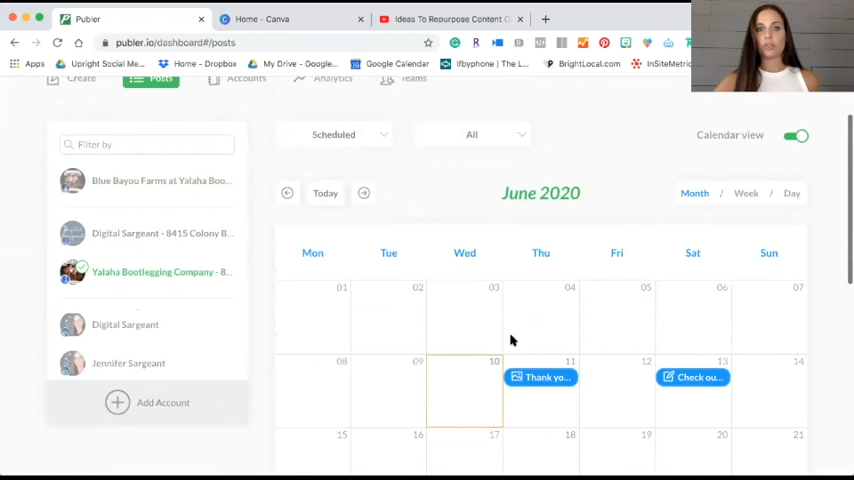 Publer
Home - Canva
Ideas To Repurpose Content O
publer.io/dashboard#/posts
Apps
Upright Social Me...
Home - Dropbox
My Drive - Google...
Google Calendar
Ifbyphone | The L...
BrightLocal.com
InSiteMetric
Create
Posts
Accounts
Analytics
Teams
Filter by
Scheduled
All
Calendar view
Blue Bayou Farms at Yalaha Boo...
Today
June 2020
Month / Week / Day
Digital Sargeant - 8415 Colony B...
Yalaha Bootlegging Company - 8...
Mon Tue Wed Thu Fri Sat Sun
01 02 03 04 05 06 07
Digital Sargeant
Jennifer Sargeant
08 09 10 11 12 13 14
Thank yo...
Check ou...
Add Account
15 16 17 18 19 20 21